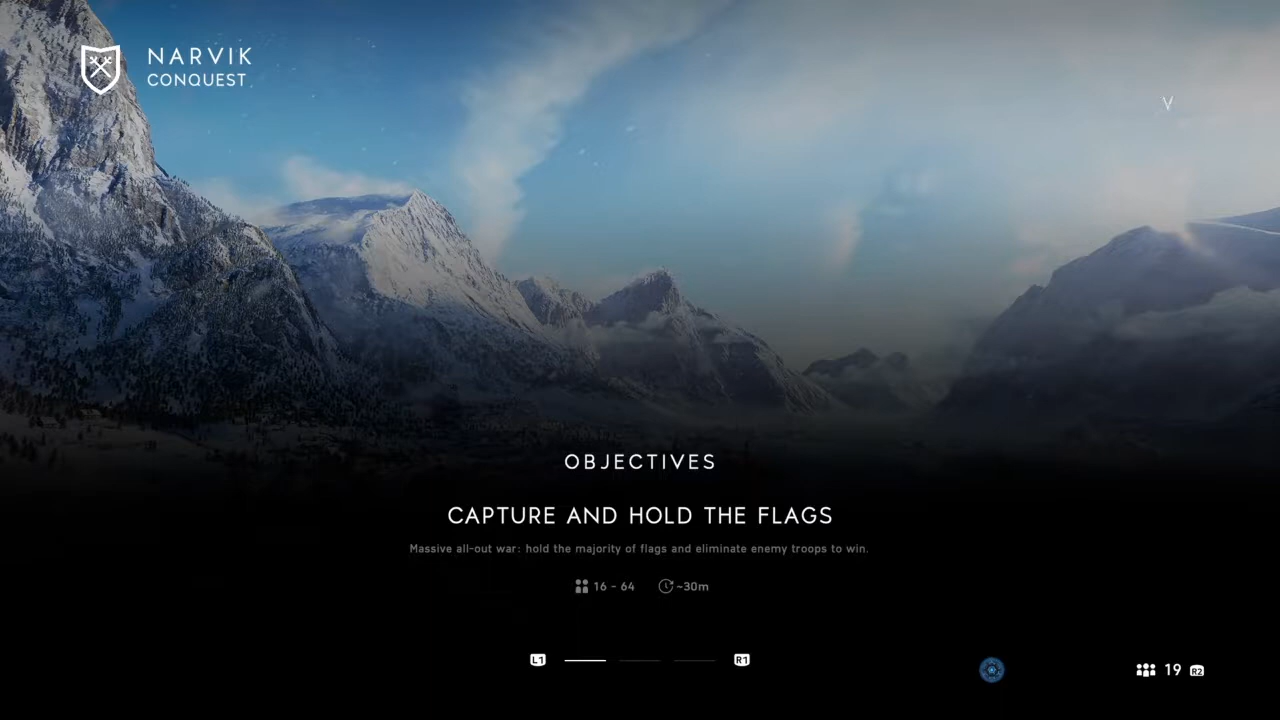 NARVIK
CONQUEST
V
OBJECTIVES
CAPTURE AND HOLD THE FLAGS
Massive all-out war: hold the majority of flags and eliminate enemy troops to win.
16 - 64 ~30m
L1 R1
19 R2